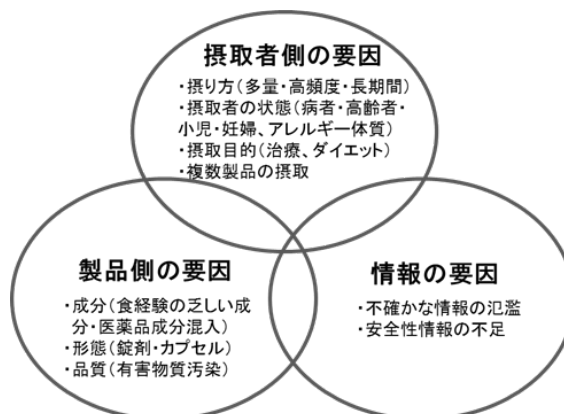 摂取者側の要因
・摂り方(多量・高頻度・長期間)
・摂取者の状態(病者・高齢者・
小児・妊婦、アレルギー体質)
・摂取目的(治療、ダイエット)
・複数製品の摂取
製品側の要因
・成分(食経験の乏しい成
分・医薬品成分混入)
・形態(錠剤・カプセル)
・品質(有害物質汚染)
情報の要因
・不確かな情報の氾濫
・安全性情報の不足